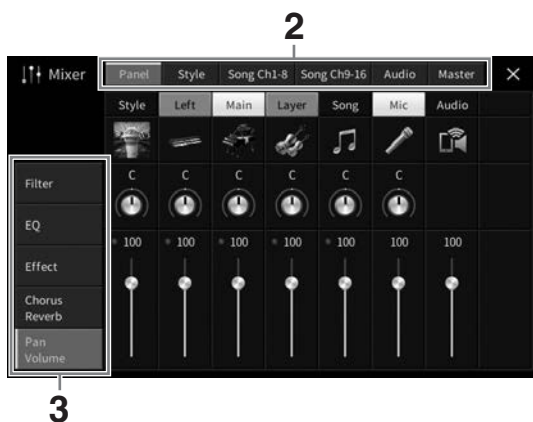 2
Mixer
Panel Style Song Ch1-8 Song Ch9-16 Audio Master ×
Style Left Main Layer Song Mic Audio
Filter
C C C C C C
EQ
100 100 100 100 100 100 100
Effect
Chorus
Reverb
Pan
Volume
3